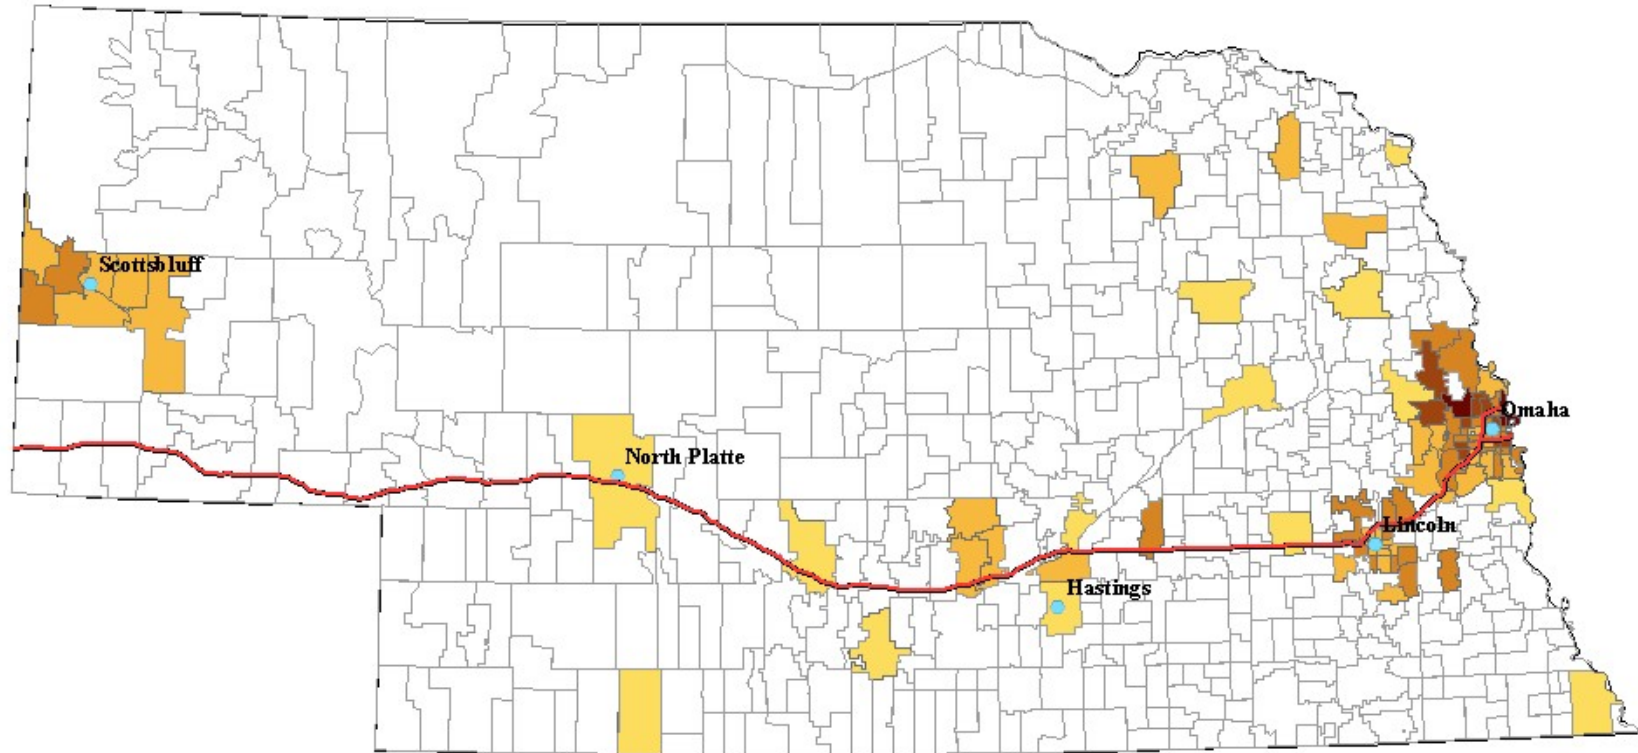 Scottsbluff
Omaha
North Platte
Lincoln
Hastings